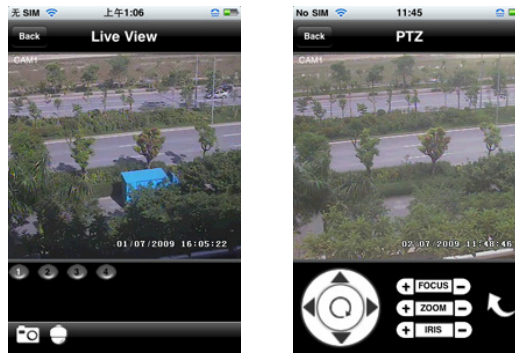 无 SIM 上午1:06
Back Live View
CAM1
01/07/2009 16:05:22
1 2 3 4
No SIM 11:45
Back PTZ
CAM1
02/07/2009 11:48:46
+ FOCUS −
+ ZOOM −
+ IRIS −